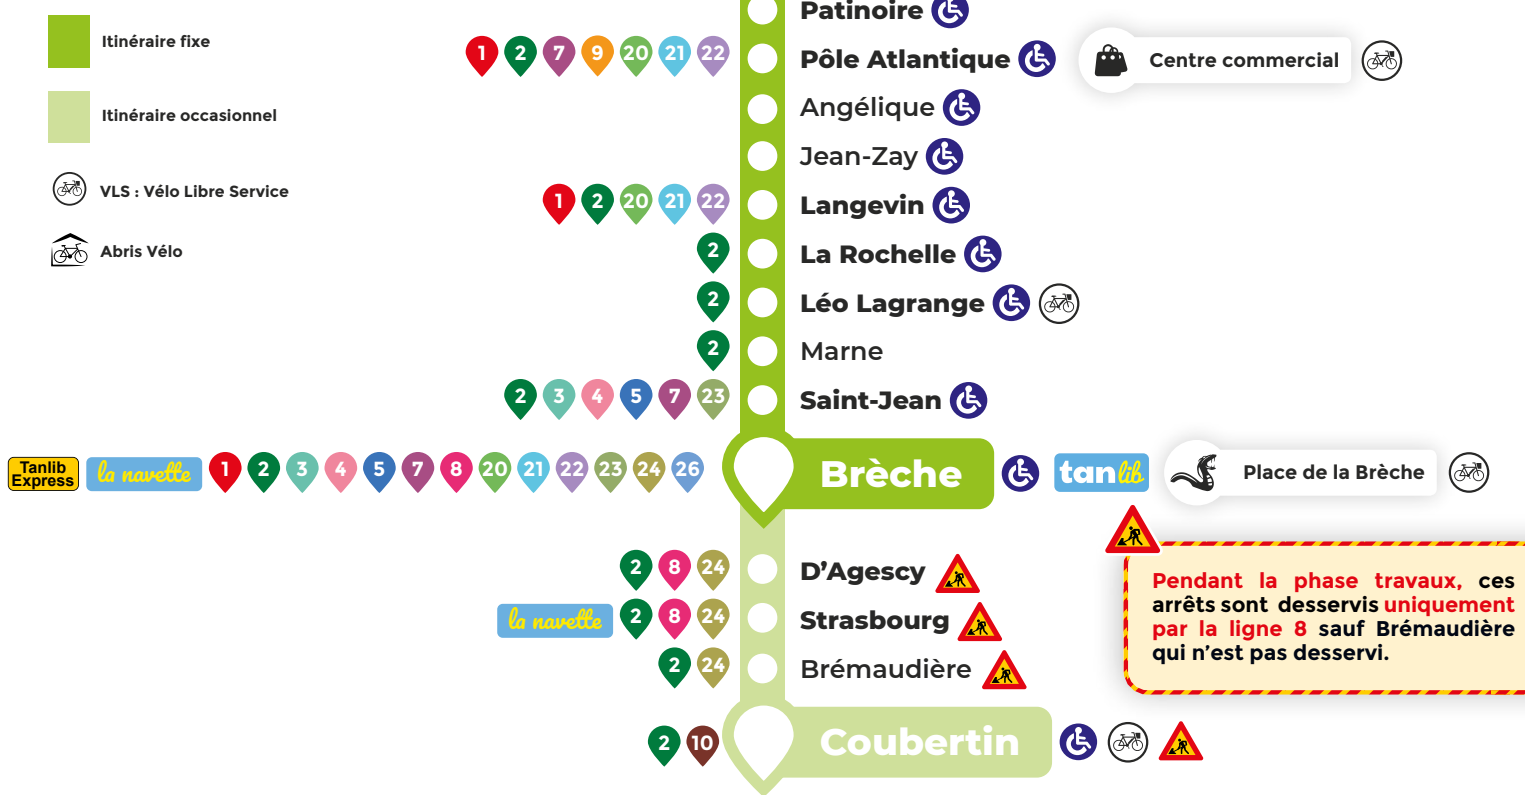 Itinéraire fixe
Itinéraire occasionnel
VLS : Vélo Libre Service
Abris Vélo
Patinoire
1 2 7 9 20 21 22 Pôle Atlantique Centre commercial
Angélique
Jean-Zay
1 2 20 21 22 Langevin
2 La Rochelle
2 Léo Lagrange
2 Marne
2 3 4 5 7 23 Saint-Jean
Tanlib
Express
la navette 1 2 3 4 5 7 8 20 21 22 23 24 26 Brèche tanlib Place de la Brèche
2 8 24 D’Agescy
la navette 2 8 24 Strasbourg
2 24 Brémaudière
2 10 Coubertin
Pendant la phase travaux, ces
arrêts sont desservis uniquement
par la ligne 8 sauf Brémaudière
qui n’est pas desservi.